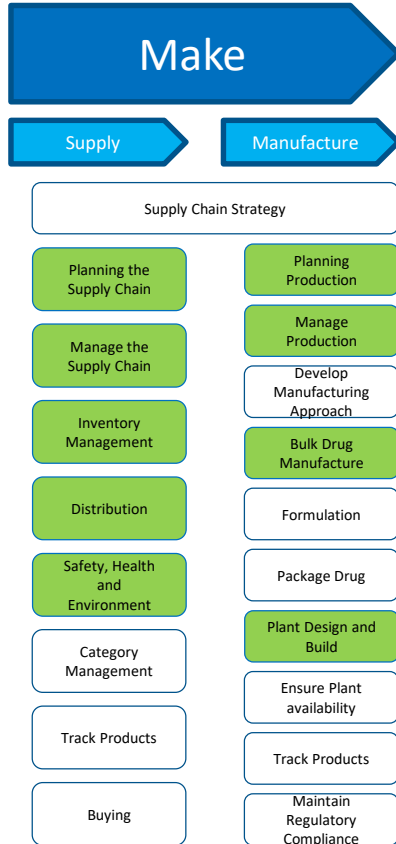 Make
Supply
Manufacture
Supply Chain Strategy
Planning the
Supply Chain
Manage the
Supply Chain
Inventory
Management
Distribution
Safety, Health
and
Environment
Category
Management
Track Products
Buying
Planning
Production
Manage
Production
Develop
Manufacturing
Approach
Bulk Drug
Manufacture
Formulation
Package Drug
Plant Design and
Build
Ensure Plant
availability
Track Products
Maintain
Regulatory
Compliance